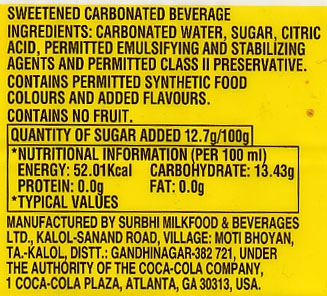 SWEETENED CARBONATED BEVERAGE
INGREDIENTS: CARBONATED WATER, SUGAR, CITRIC
ACID, PERMITTED EMULSIFYING AND STABILIZING
AGENTS AND PERMITTED CLASS II PRESERVATIVE.
CONTAINS PERMITTED SYNTHETIC FOOD
COLOURS AND ADDED FLAVOURS.
CONTAINS NO FRUIT.
QUANTITY OF SUGAR ADDED 12.7g/100g
*NUTRITIONAL INFORMATION (PER 100 ml)
ENERGY: 52.01Kcal CARBOHYDRATE: 13.43g
PROTEIN: 0.0g FAT: 0.0g
*TYPICAL VALUES
MANUFACTURED BY SURBHI MILKFOOD & BEVERAGES
LTD., KALOL-SANAND ROAD, VILLAGE: MOTI BHOYAN,
TA.-KALOL, DISTT.: GANDHINAGAR-382 721, UNDER
THE AUTHORITY OF THE COCA-COLA COMPANY,
1 COCA-COLA PLAZA, ATLANTA, GA 30313, USA.